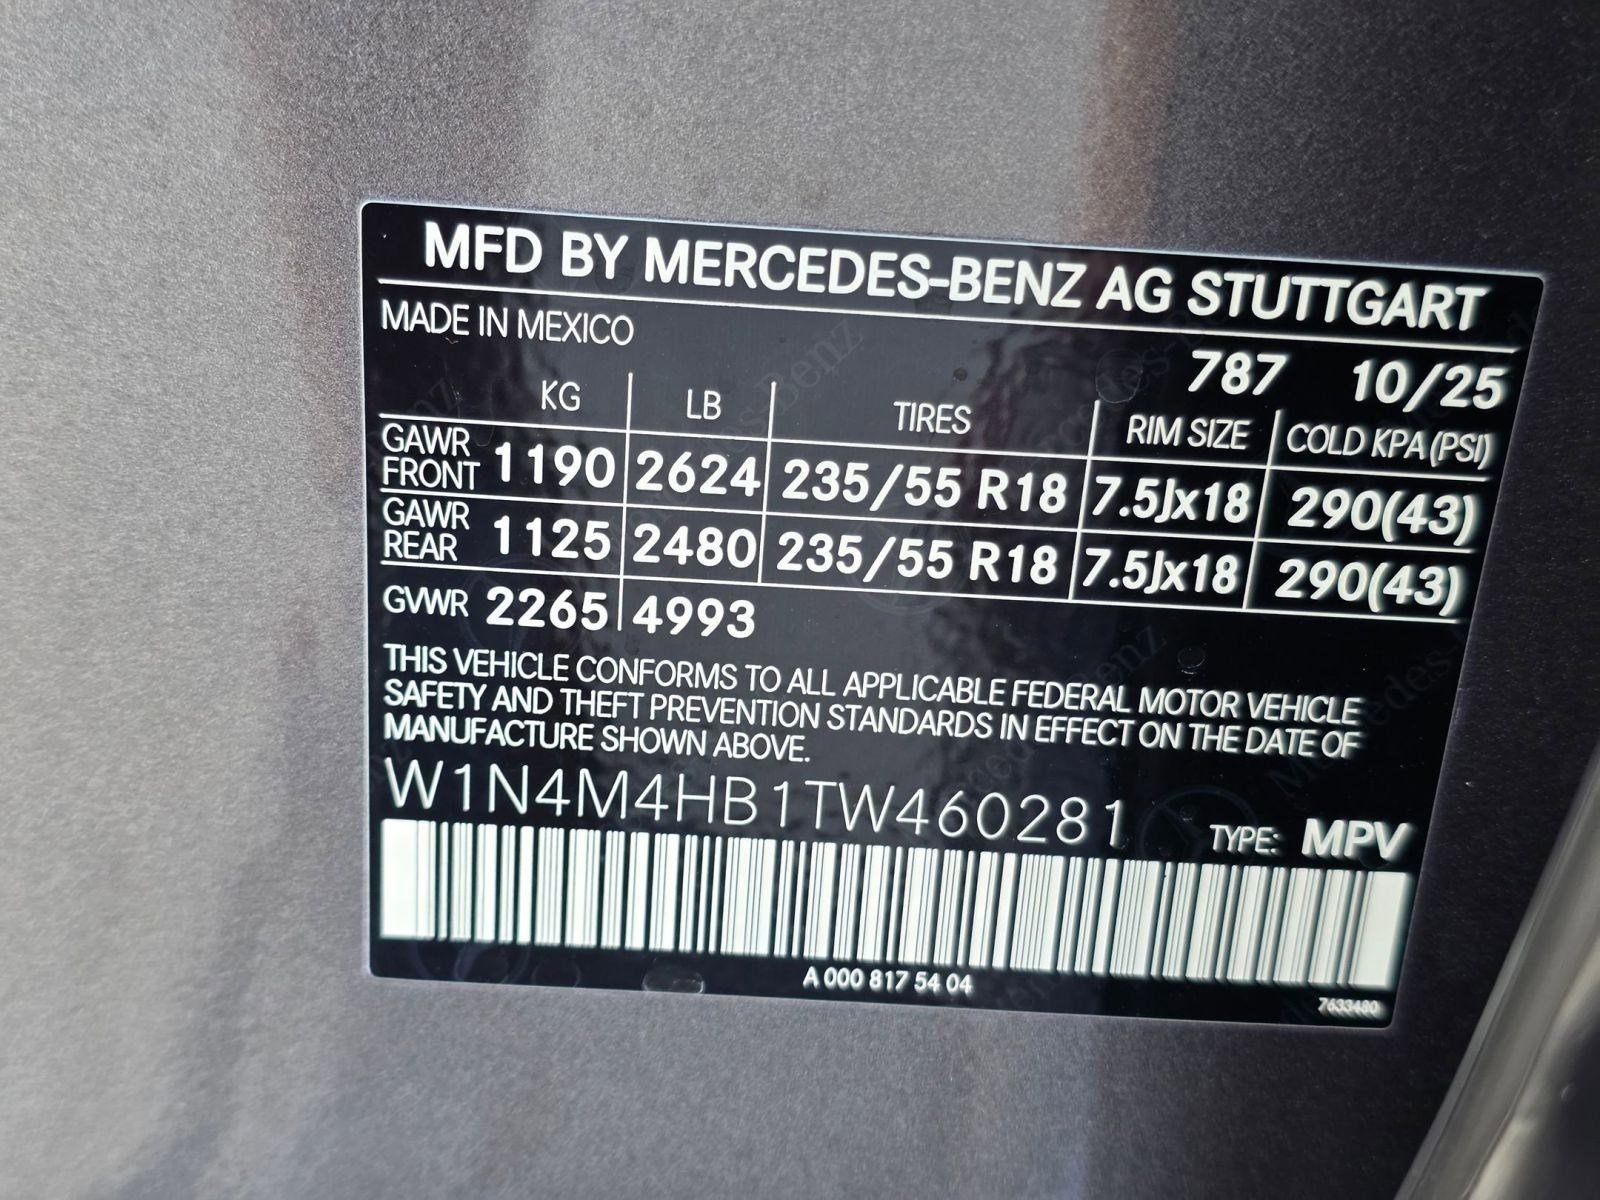 MFD BY MERCEDES-BENZ AG STUTTGART
MADE IN MEXICO
787 10/25
KG LB TIRES RIM SIZE COLD KPA(PSI)
GAWR FRONT 1190 2624 235/55 R18 7.5Jx18 290(43)
GAWR REAR 1125 2480 235/55 R18 7.5Jx18 290(43)
GVWR 2265 4993
THIS VEHICLE CONFORMS TO ALL APPLICABLE FEDERAL MOTOR VEHICLE
SAFETY AND THEFT PREVENTION STANDARDS IN EFFECT ON THE DATE OF
MANUFACTURE SHOWN ABOVE.
W1N4M4HB1TW460281 TYPE: MPV
A 000 817 54 04
7633480